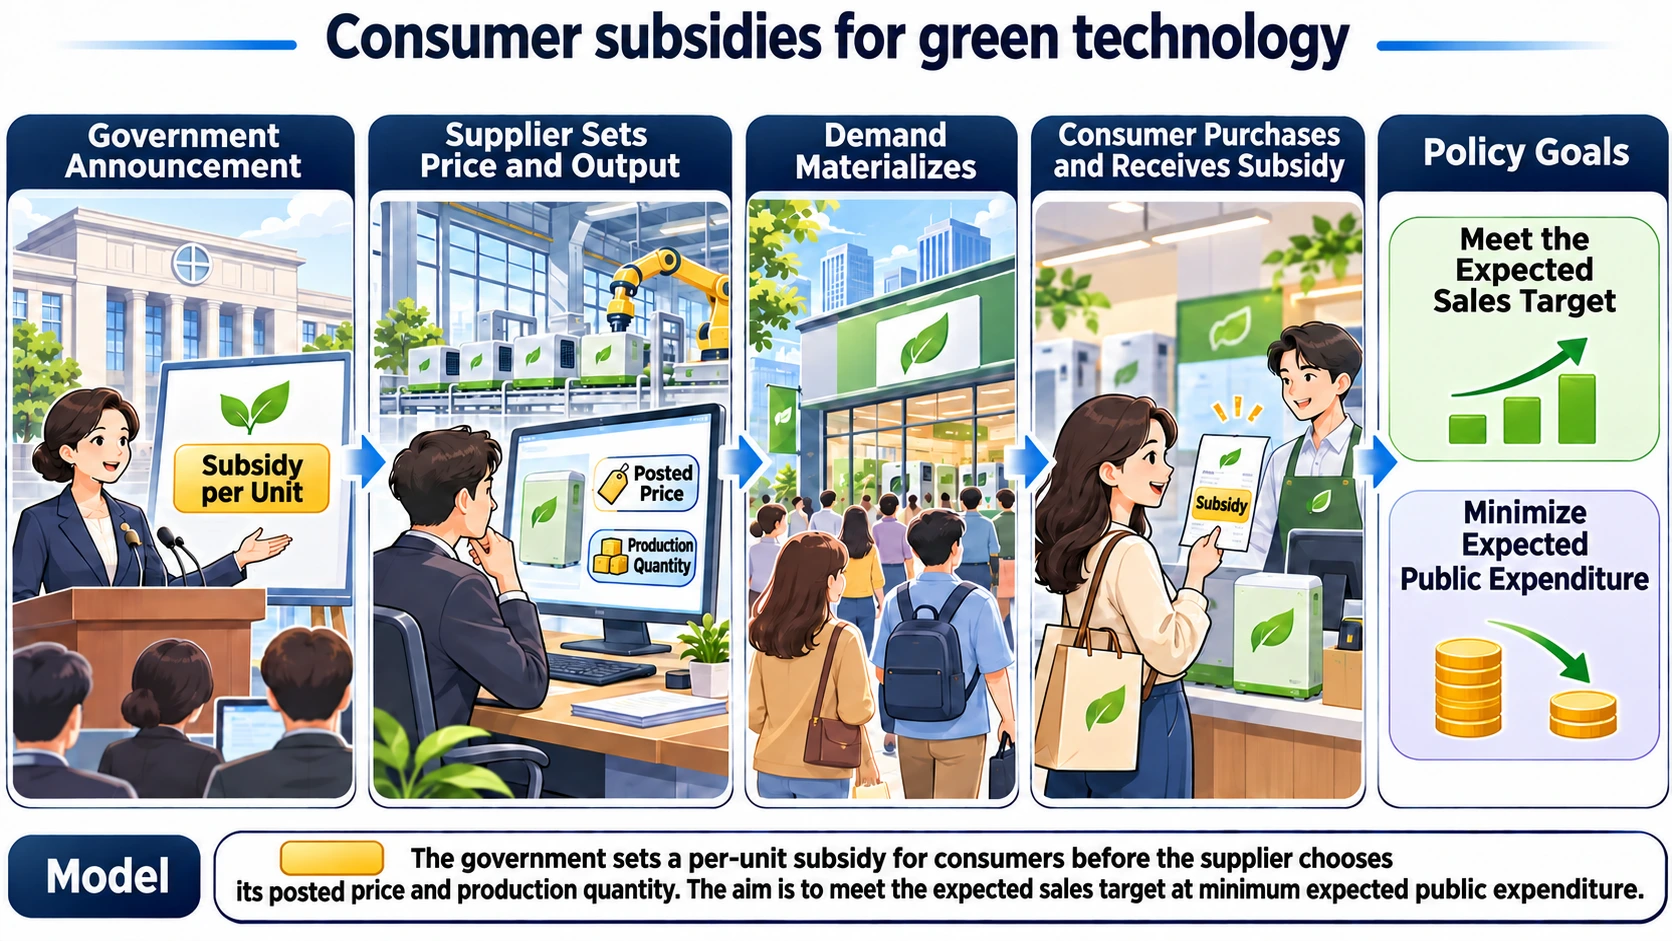 Consumer subsidies for green technology
Government
Announcement
Subsidy
per Unit
Supplier Sets
Price and Output
Posted
Price
Production
Quantity
Demand
Materializes
Consumer Purchases
and Receives Subsidy
Subsidy
Policy Goals
Meet the
Expected
Sales Target
Minimize
Expected
Public Expenditure
Model
The government sets a per-unit subsidy for consumers before the supplier chooses
its posted price and production quantity. The aim is to meet the expected sales target at minimum expected public expenditure.